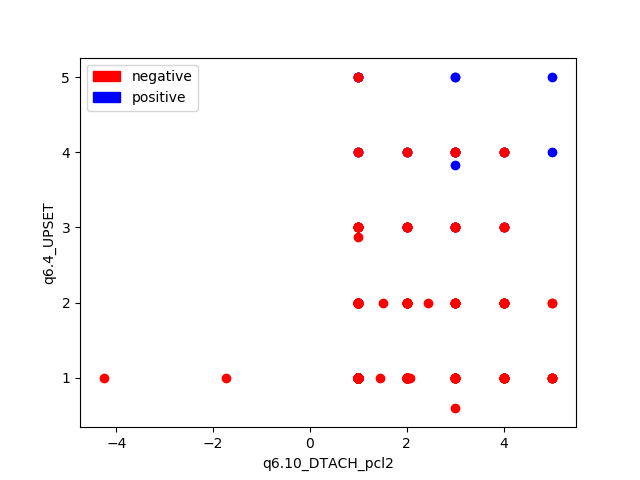 negative
positive
5
4
3
2
1
q6.4_UPSET
−4
−2
0
2
4
q6.10_DTACH_pcl2